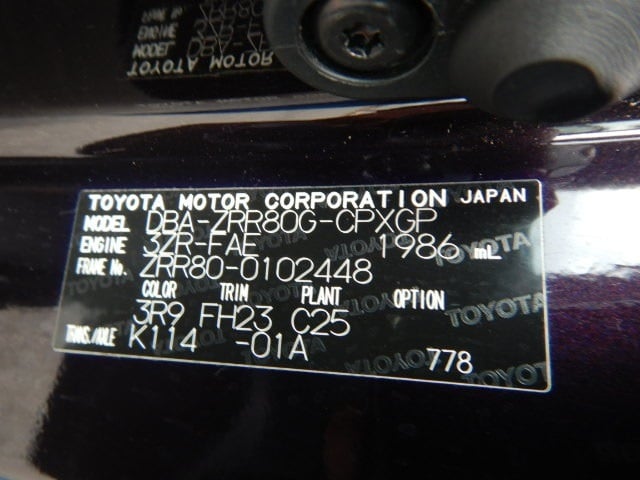 TOYOTA MOTOR CORPORATION JAPAN
MODEL DBA-ZRR80G-CPXGP
ENGINE 3ZR-FAE 1986 mL
FRAME No. ZRR80-0102448
COLOR TRIM PLANT OPTION
3R9 FH23 C25
TRANS./AXLE K114 -01A
778